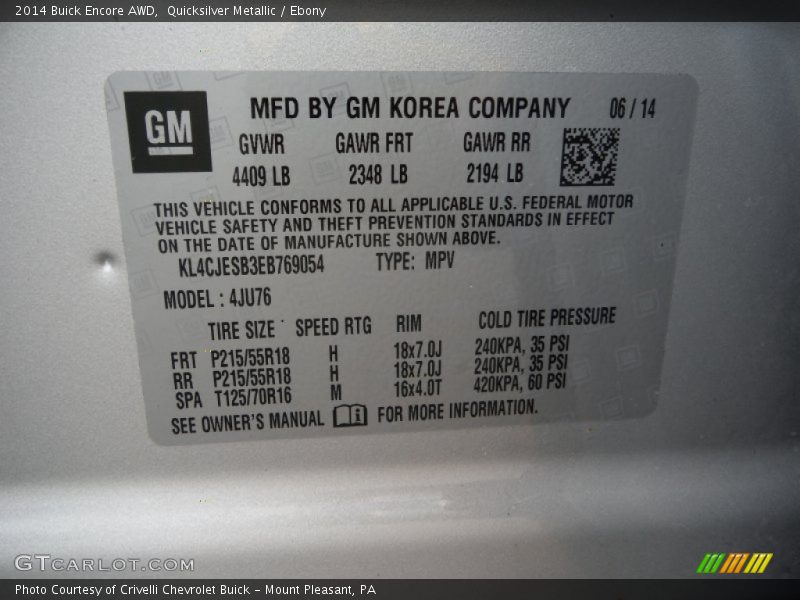 2014 Buick Encore AWD,  Quicksilver Metallic / Ebony
GM MFD BY GM KOREA COMPANY 06 / 14
GVWR GAWR FRT GAWR RR
4409 LB 2348 LB 2194 LB
THIS VEHICLE CONFORMS TO ALL APPLICABLE U.S. FEDERAL MOTOR
VEHICLE SAFETY AND THEFT PREVENTION STANDARDS IN EFFECT
ON THE DATE OF MANUFACTURE SHOWN ABOVE.
KL4CJESB3EB769054 TYPE: MPV
MODEL : 4JU76
TIRE SIZE SPEED RTG RIM COLD TIRE PRESSURE
FRT P215/55R18 H 18x7.0J 240KPA, 35 PSI
RR P215/55R18 H 18x7.0J 240KPA, 35 PSI
SPA T125/70R16 M 16x4.0T 420KPA, 60 PSI
SEE OWNER'S MANUAL i FOR MORE INFORMATION.
GTCARLOT.COM
Photo Courtesy of Crivelli Chevrolet Buick - Mount Pleasant, PA